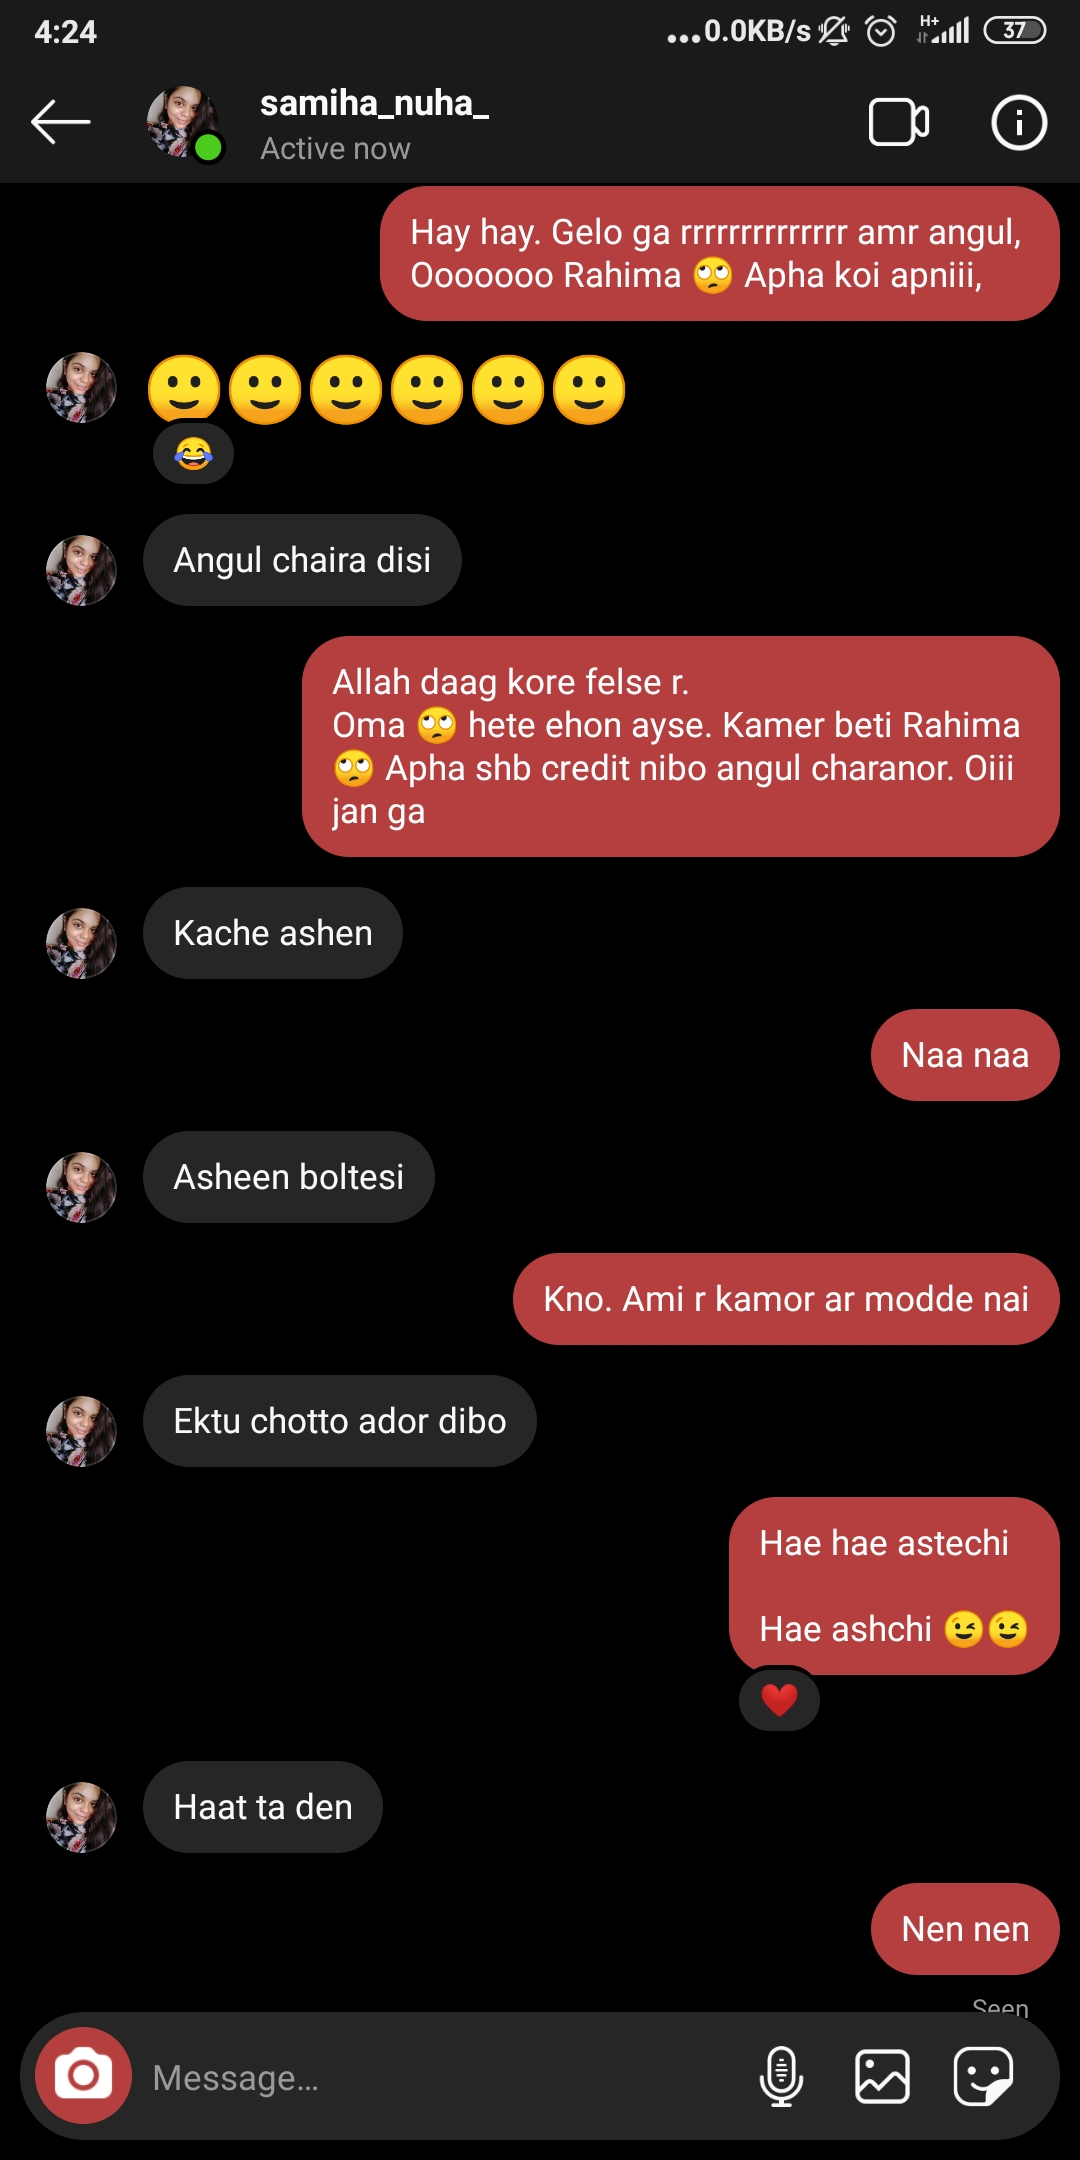 4:24
...0.0KB/s H+ 37
samiha_nuha_
Active now
Hay hay. Gelo ga rrrrrrrrrrrrrr amr angul,
Ooooooo Rahima 🙄 Apha koi apniii,
🙂🙂🙂🙂🙂🙂
😂
Angul chaira disi
Allah daag kore felse r.
Oma 🙄 hete ehon ayse. Kamer beti Rahima
🙄 Apha shb credit nibo angul charanor. Oiii
jan ga
Kache ashen
Naa naa
Asheen boltesi
Kno. Ami r kamor ar modde nai
Ektu chotto ador dibo
Hae hae astechi
Hae ashchi 😉😉
❤️
Haat ta den
Nen nen
Seen
Message...